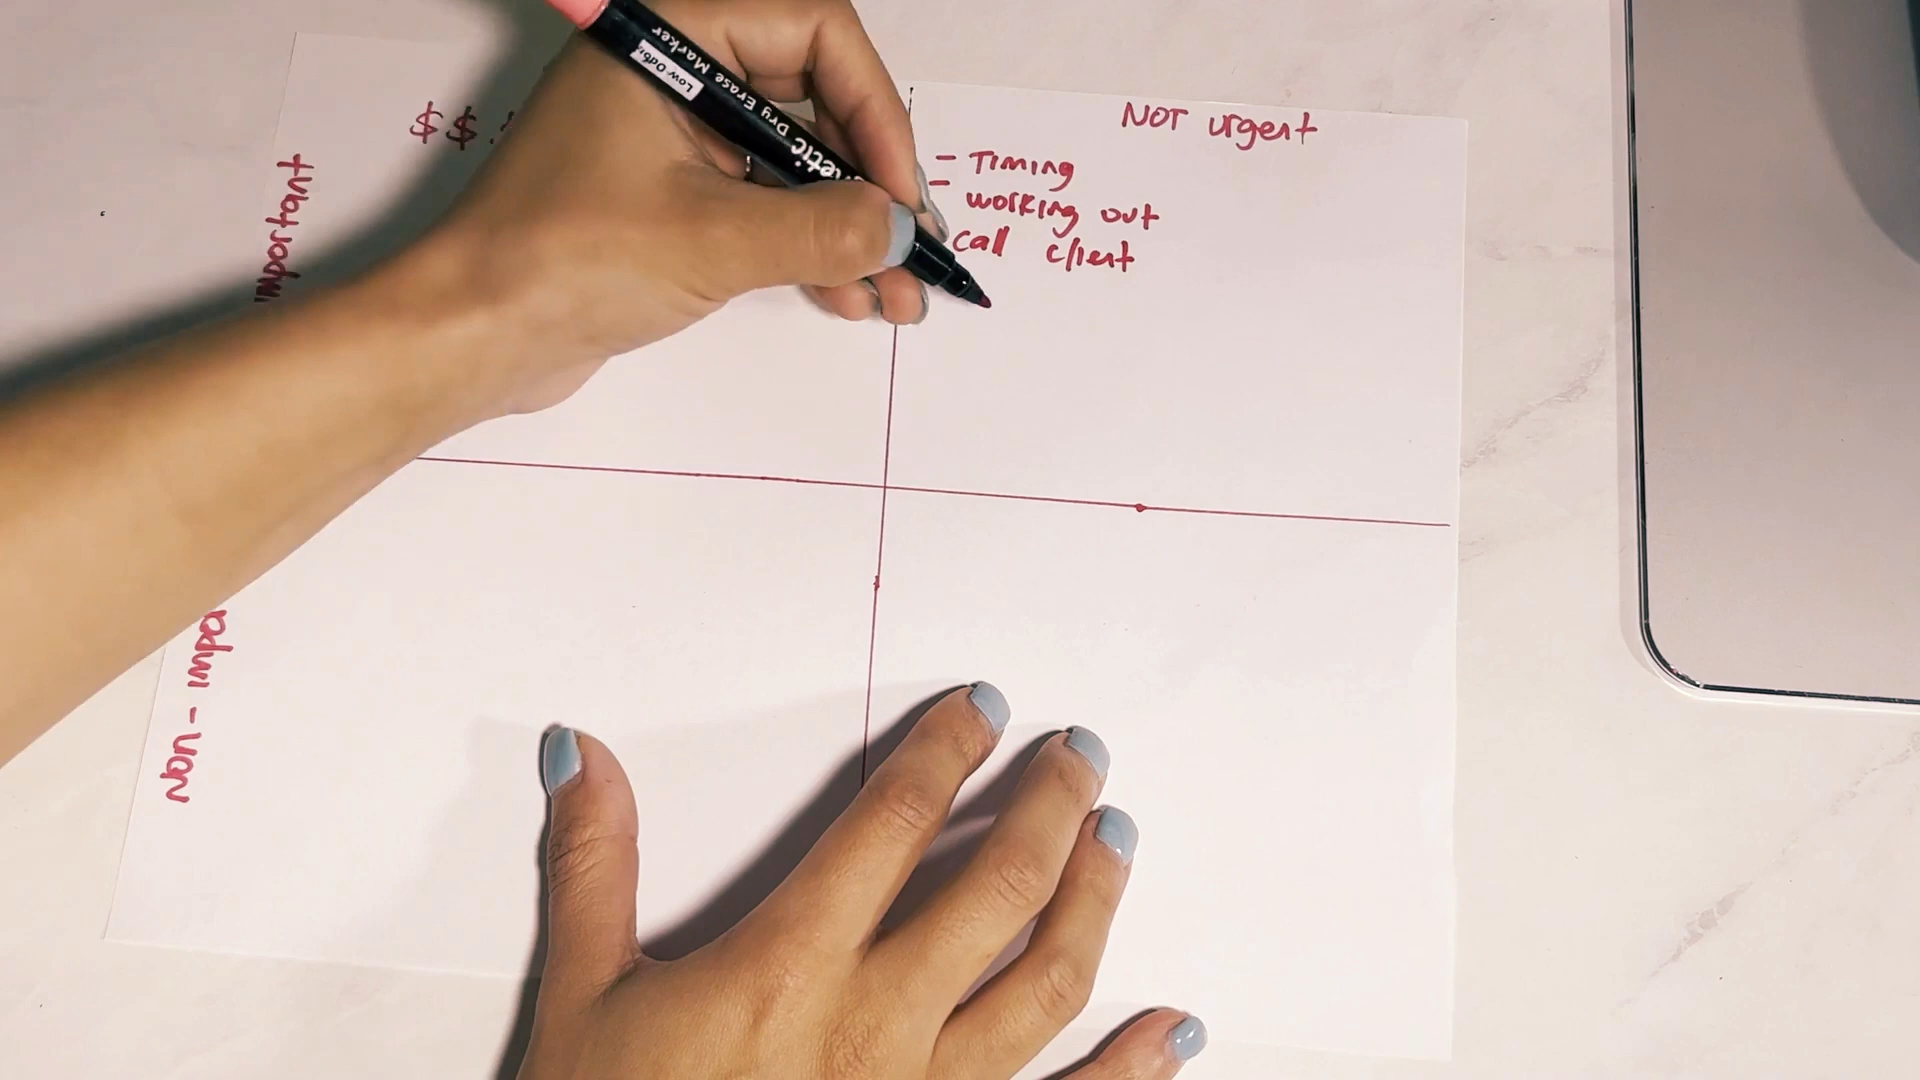 Low Odor
Dry Erase Marker
$$
NOT urgent
important
- Timing
- working out
call client
Non-impo